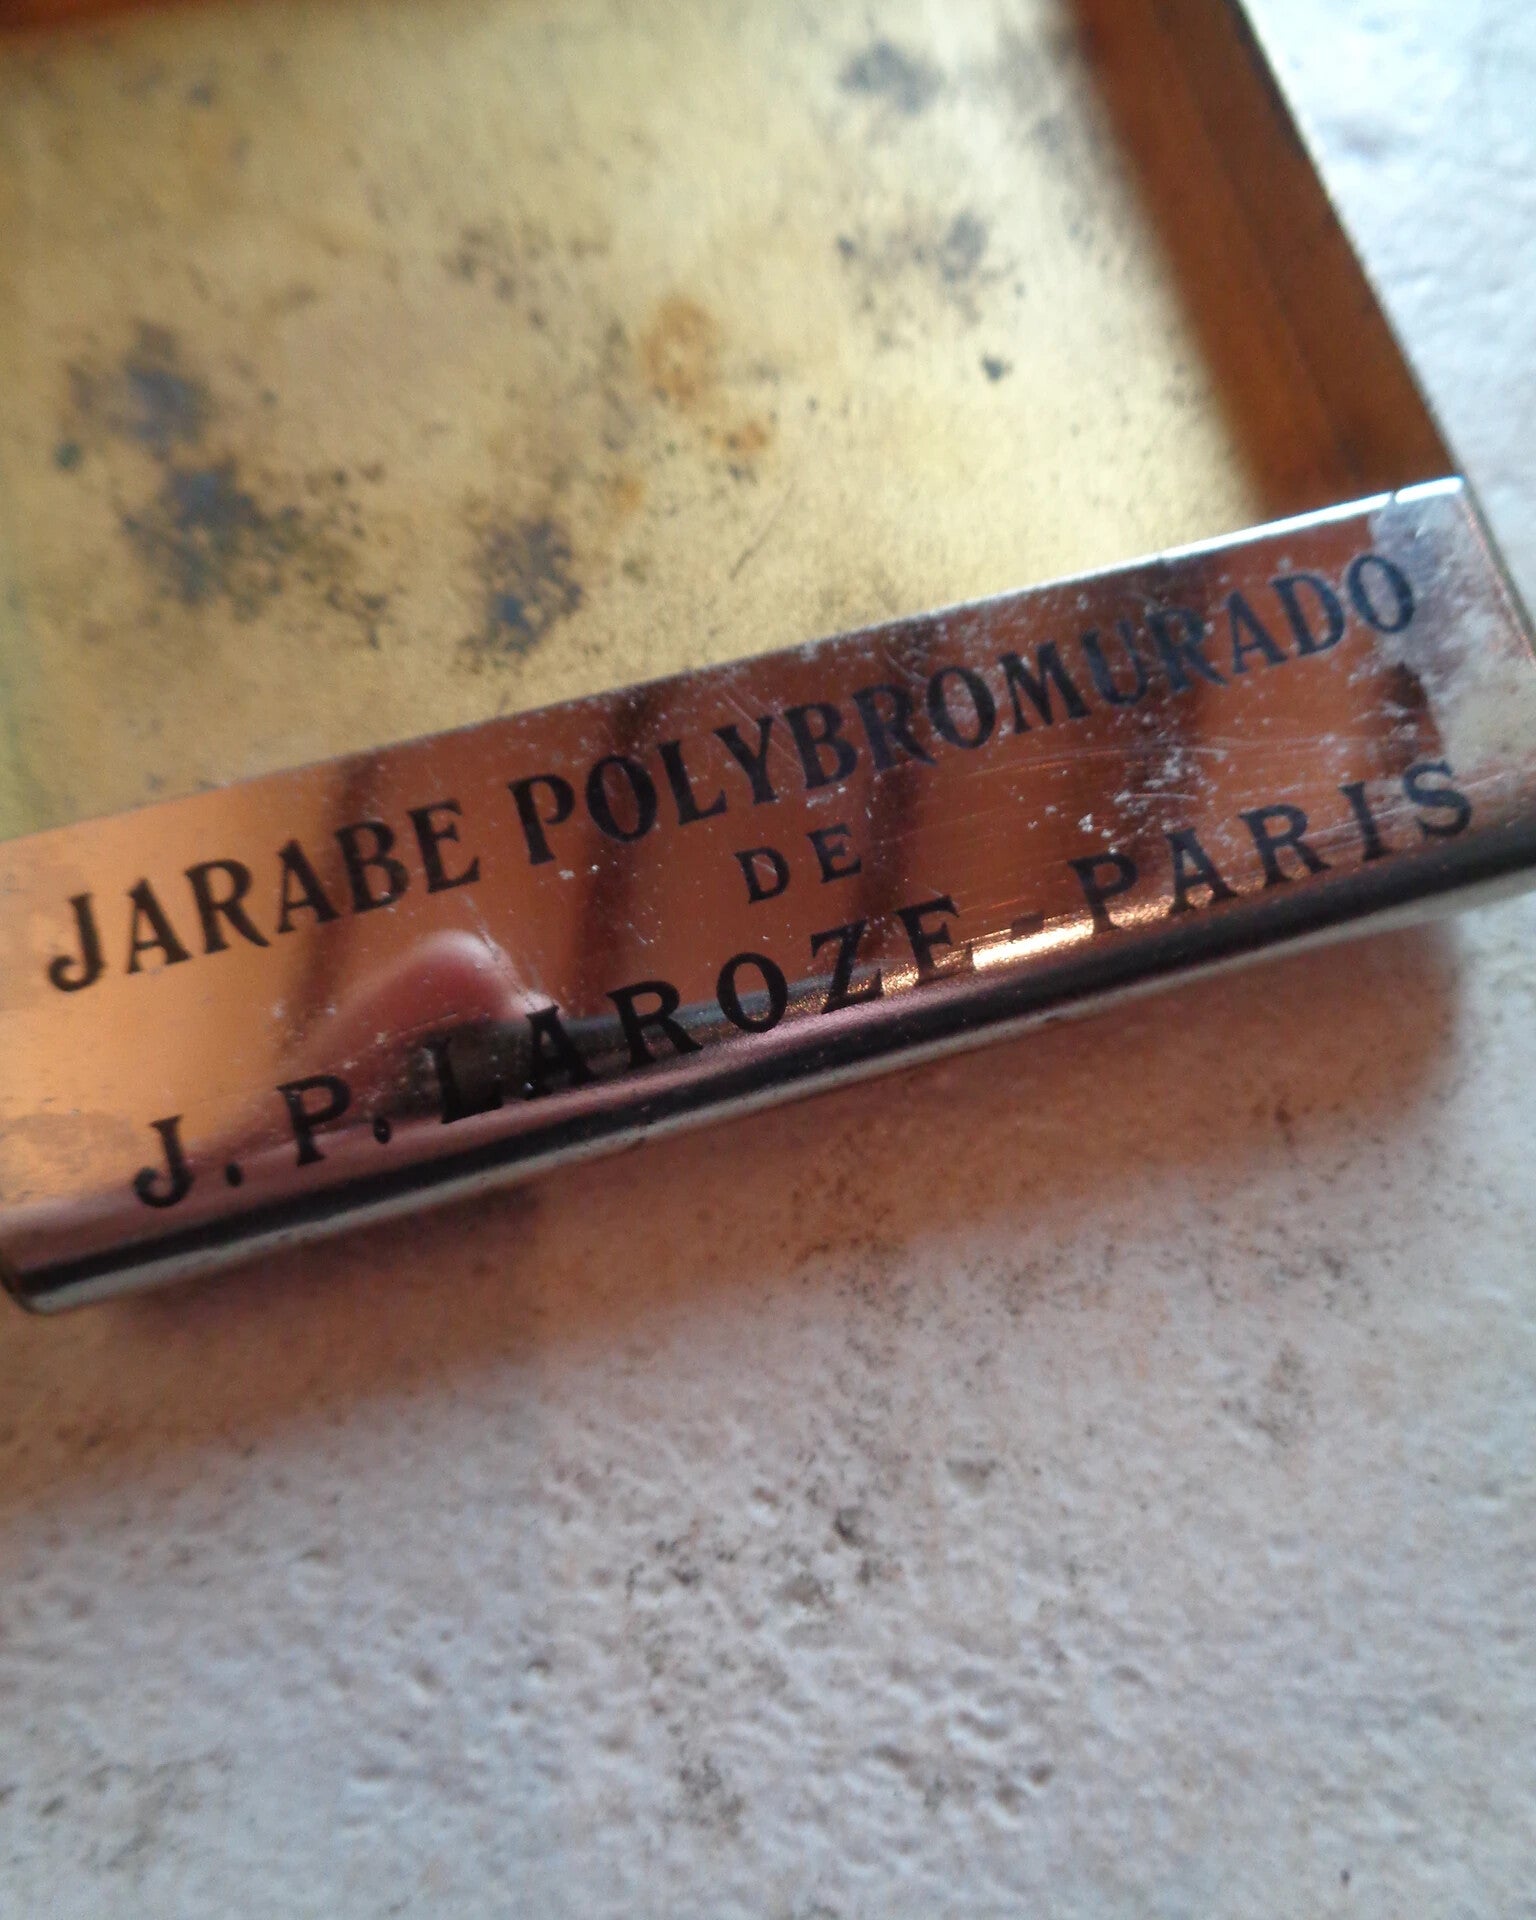 JARABE POLYBROMURADO
DE
J. P. LAROZE - PARIS